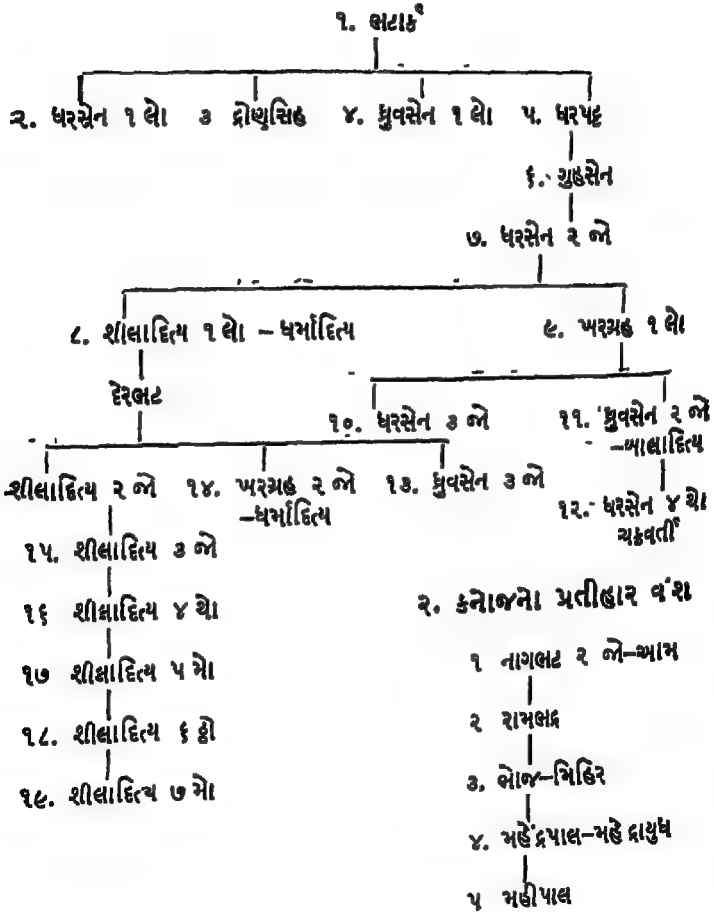 ૧. ભટાર્ક
૨. ધરસેન ૧ લો ૩ દ્રોણસિંહ ૪. ધ્રુવસેન ૧ લો ૫. ધરપટ્ટ
૬. ગુહસેન
૭. ધરસેન ૨ જો
૮. શીલાદિત્ય ૧ લો – ધર્માદિત્ય ૯. ખરગ્રહ ૧ લો
દેરભટ
૧૦. ધરસેન ૩ જો ૧૧. ધ્રુવસેન ૨ જો
–બાલાદિત્ય
શીલાદિત્ય ૨ જો ૧૪. ખરગ્રહ ૨ જો ૧૩. ધ્રુવસેન ૩ જો
–ધર્માદિત્ય
૧૨. ધરસેન ૪ થો
ચક્રવર્તી
૧૫. શીલાદિત્ય ૩ જો
૧૬ શીલાદિત્ય ૪ થો
૧૭ શીલાદિત્ય ૫ મો
૧૮. શીલાદિત્ય ૬ ઠ્ઠો
૧૯. શીલાદિત્ય ૭ મો
૨. કનોજનો પ્રતીહાર વંશ
૧ નાગભટ ૨ જો–આમ
૨ રામભદ્ર
૩. ભોજ–મિહિર
૪. મહેંદ્રપાલ–મહેંદ્રાયુધ
૫ મહીપાલ